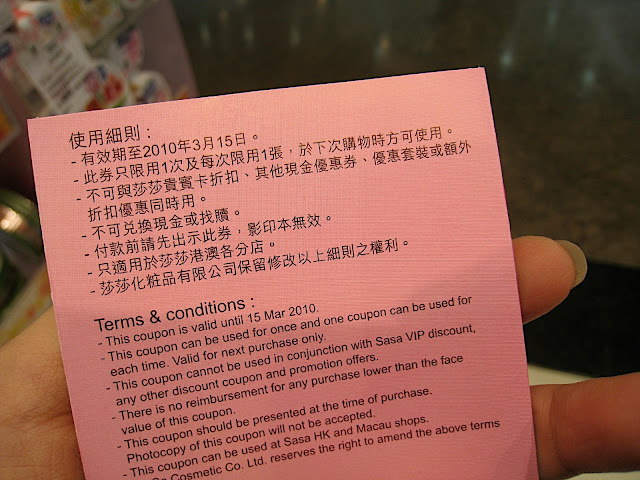 使用細則：
- 有效期至2010年3月15日。
- 此券只限用1次及每次限用1張，於下次購物時方可使用。
- 不可與莎莎貴賓卡折扣、其他現金優惠券、優惠套裝或額外
折扣優惠同時用。
- 不可兌換現金或找贖。
- 付款前請先出示此券，影印本無效。
- 只適用於莎莎港澳各分店。
- 莎莎化粧品有限公司保留修改以上細則之權利。
Terms & conditions :
- This coupon is valid until 15 Mar 2010.
- This coupon can be used for once and one coupon can be used for
each time. Valid for next purchase only.
- This coupon cannot be used in conjunction with Sasa VIP discount,
any other discount coupon and promotion offers.
- There is no reimbursement for any purchase lower than the face
value of this coupon.
- This coupon should be presented at the time of purchase.
Photocopy of this coupon will not be accepted.
- This coupon can be used at Sasa HK and Macau shops.
Cosmetic Co. Ltd. reserves the right to amend the above terms